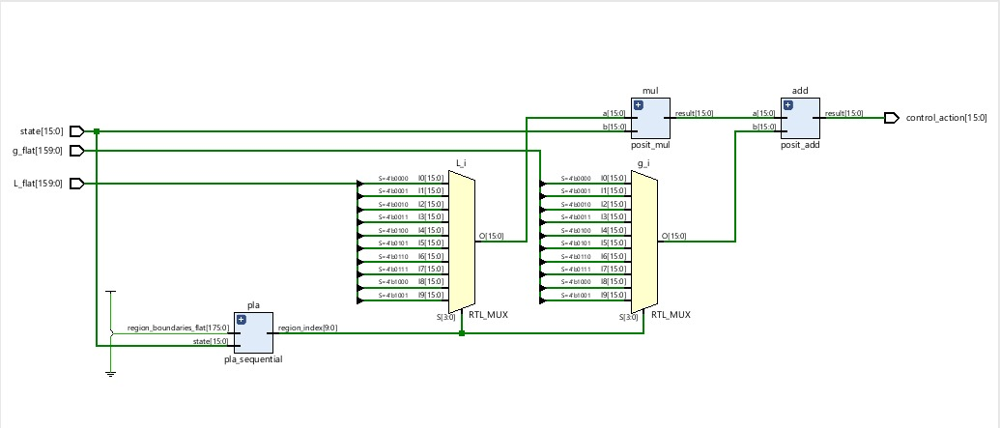 mul
add
state[15:0]
g_flat[159:0]
L_flat[159:0]
a[15:0]
b[15:0]
result[15:0]
posit_mul
a[15:0]
b[15:0]
result[15:0]
posit_add
control_action[15:0]
L_i
S=4'b0000 I0[15:0]
S=4'b0001 I1[15:0]
S=4'b0010 I2[15:0]
S=4'b0011 I3[15:0]
S=4'b0100 I4[15:0]
S=4'b0101 I5[15:0]
S=4'b0110 I6[15:0]
S=4'b0111 I7[15:0]
S=4'b1000 I8[15:0]
S=4'b1001 I9[15:0]
O[15:0]
S[3:0]
RTL_MUX
g_i
S=4'b0000 I0[15:0]
S=4'b0001 I1[15:0]
S=4'b0010 I2[15:0]
S=4'b0011 I3[15:0]
S=4'b0100 I4[15:0]
S=4'b0101 I5[15:0]
S=4'b0110 I6[15:0]
S=4'b0111 I7[15:0]
S=4'b1000 I8[15:0]
S=4'b1001 I9[15:0]
O[15:0]
S[3:0]
RTL_MUX
pla
region_boundaries_flat[175:0]
state[15:0]
region_index[9:0]
pla_sequential